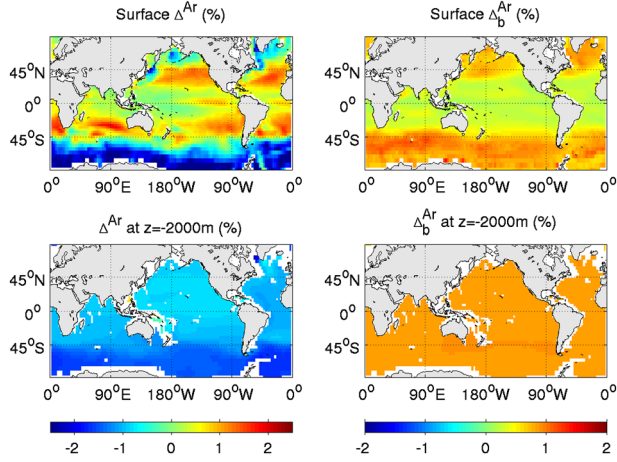 Surface Δ^Ar (%)
Surface Δ_b^Ar (%)
45°N
0°
45°S
0° 90°E 180°W 90°W 0°
45°N
0°
45°S
0° 90°E 180°W 90°W 0°
Δ^Ar at z=-2000m (%)
Δ_b^Ar at z=-2000m (%)
45°N
0°
45°S
0° 90°E 180°W 90°W 0°
45°N
0°
45°S
0° 90°E 180°W 90°W 0°
-2 -1 0 1 2
-2 -1 0 1 2